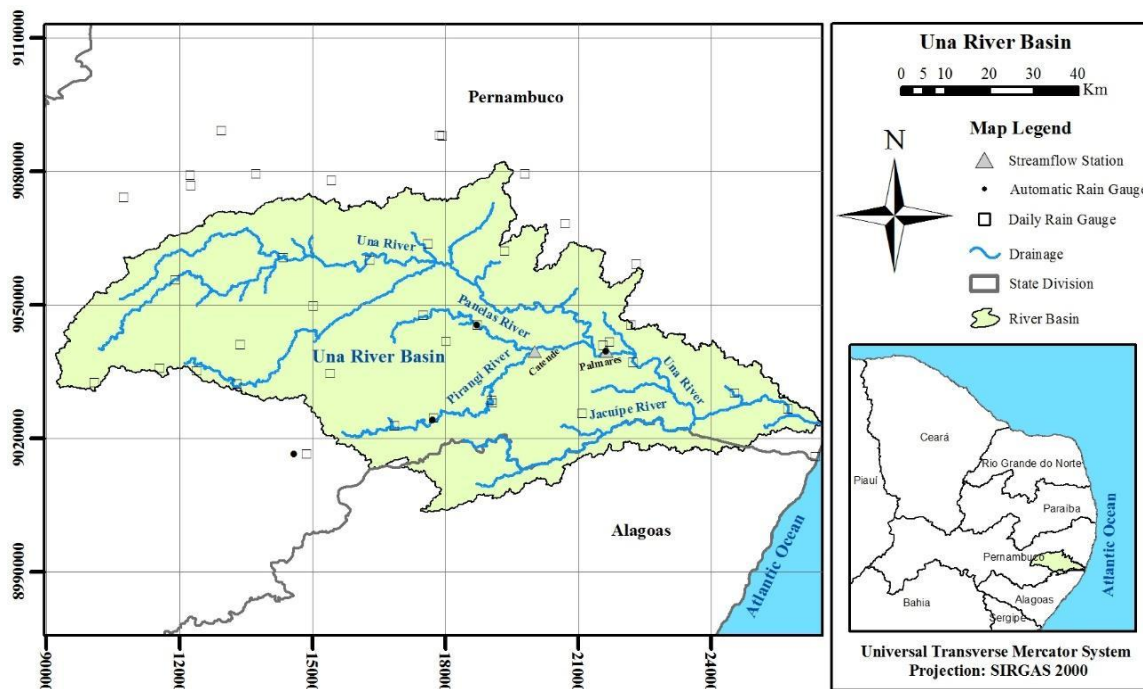 9110000
9080000
9050000
9020000
8990000
90000
120000
150000
180000
210000
240000
Pernambuco
Una River
Panelas River
Una River Basin
Pirangi River
Catende
Palmares
Una River
Jacuipe River
Alagoas
Atlantic Ocean
Una River Basin
0 5 10 20 30 40
Km
N
Map Legend
Streamflow Station
Automatic Rain Gauge
Daily Rain Gauge
Drainage
State Division
River Basin
Ceará
Rio Grande do Norte
Piauí
Paraíba
Pernambuco
Atlantic Ocean
Alagoas
Bahia
Sergipe
Universal Transverse Mercator System
Projection: SIRGAS 2000